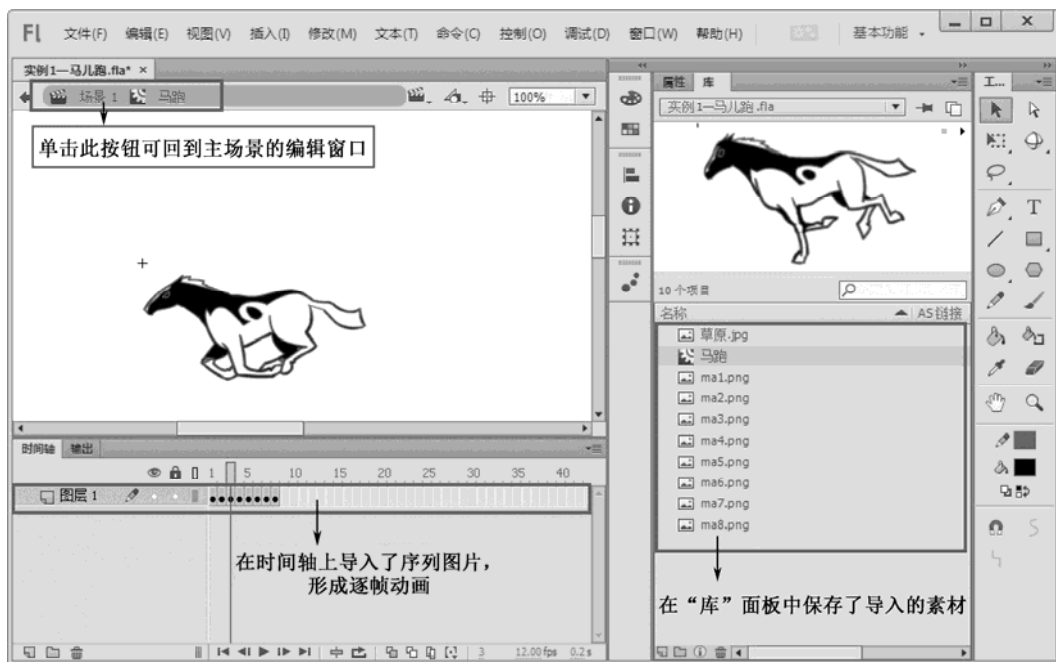 Fl 文件(F) 编辑(E) 视图(V) 插入(I) 修改(M) 文本(T) 命令(C) 控制(O) 调试(D) 窗口(W) 帮助(H) 基本功能
实例1—马儿跑.fla* ×
场景 1 马跑 100%
单击此按钮可回到主场景的编辑窗口
属性 库
实例1—马儿跑.fla
10 个项目
名称 AS 链接
草原.jpg
马跑
ma1.png
ma2.png
ma3.png
ma4.png
ma5.png
ma6.png
ma7.png
ma8.png
在“库”面板中保存了导入的素材
工...
T
时间轴 输出
1 5 10 15 20 25 30 35 40
图层 1
在时间轴上导入了序列图片，
形成逐帧动画
3 12.00 fps 0.2 s